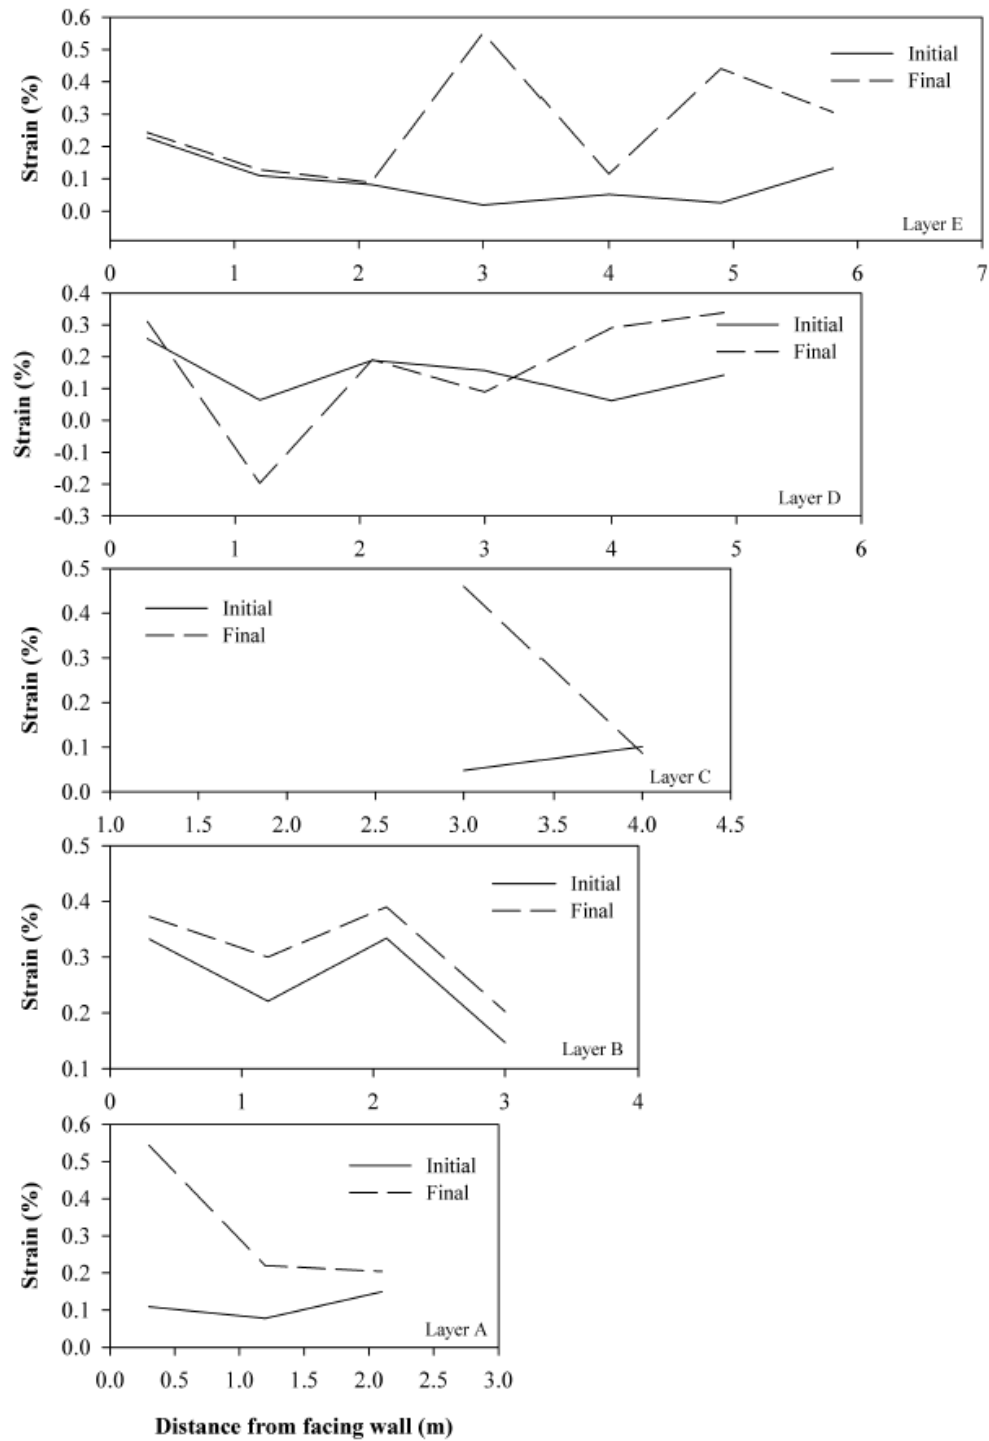 0.6
0.5
0.4
0.3
0.2
0.1
0.0
Strain (%)
Initial
Final
Layer E
0 1 2 3 4 5 6 7
0.4
0.3
0.2
0.1
0.0
-0.1
-0.2
-0.3
Strain (%)
Initial
Final
Layer D
0 1 2 3 4 5 6
0.5
0.4
0.3
0.2
0.1
0.0
Strain (%)
Initial
Final
Layer C
1.0 1.5 2.0 2.5 3.0 3.5 4.0 4.5
0.5
0.4
0.3
0.2
0.1
Strain (%)
Initial
Final
Layer B
0 1 2 3 4
0.6
0.5
0.4
0.3
0.2
0.1
0.0
Strain (%)
Initial
Final
Layer A
0.0 0.5 1.0 1.5 2.0 2.5 3.0
Distance from facing wall (m)